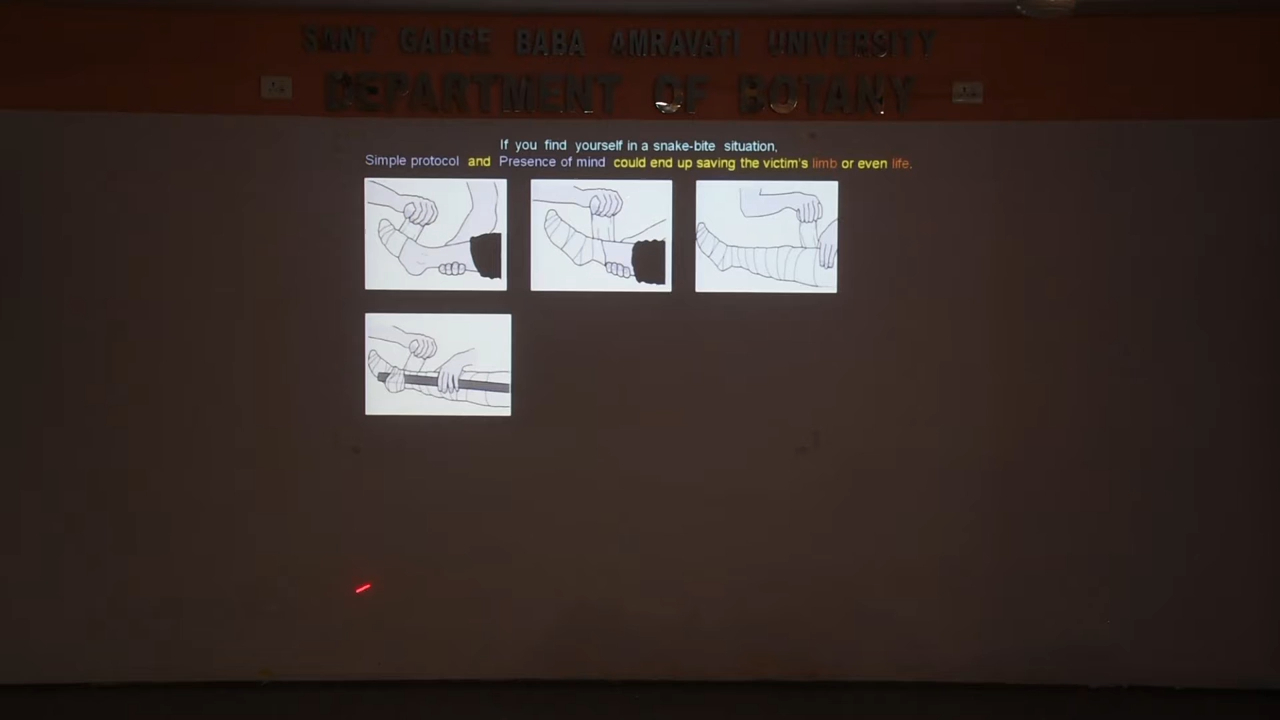 SANT GADGE BABA AMRAVATI UNIVERSITY
DEPARTMENT OF BOTANY
If you find yourself in a snake-bite situation,
Simple protocol and Presence of mind could end up saving the victim's limb or even life.